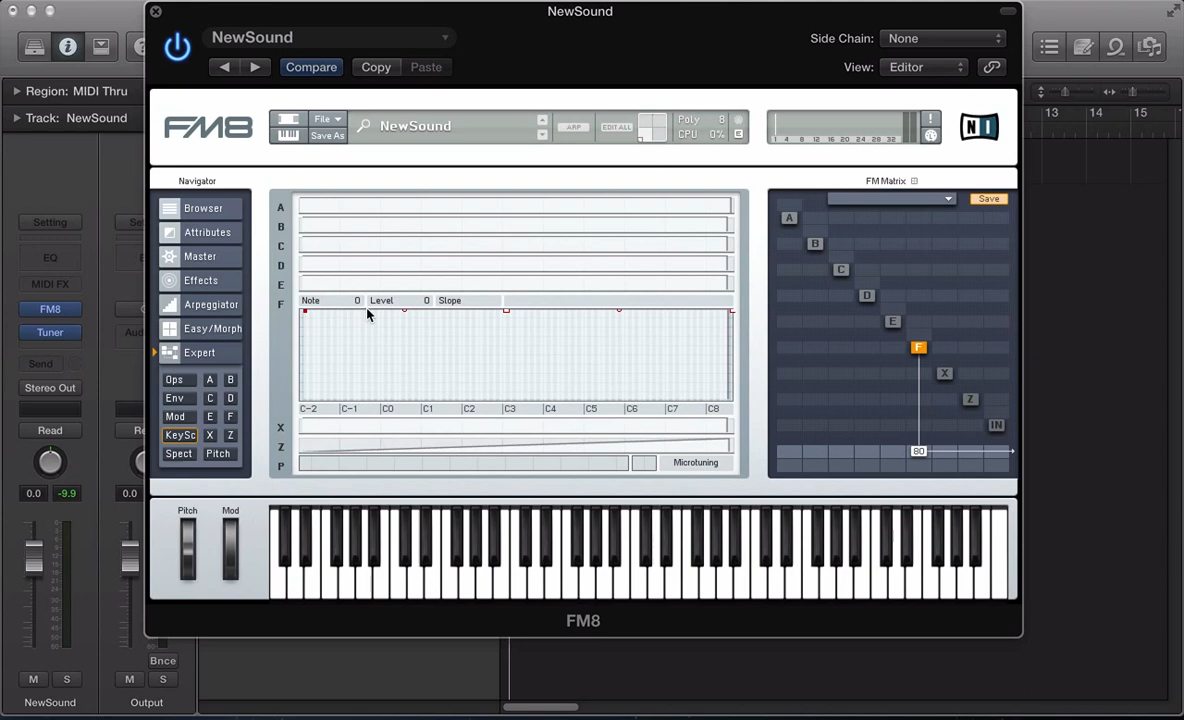 NewSound
NewSound
Side Chain: None
Compare Copy Paste
View: Editor
Region: MIDI Thru
Track: NewSound
13 14 15
FM8
File
Save As
NewSound
ARP
EDIT ALL
Poly 8
CPU 0%
E
!
1 4 8 12 16 20 24 28 32
NI
Navigator
FM Matrix
Browser
Attributes
Master
Effects
Arpeggiator
Easy/Morph
Expert
Ops A B
Env C D
Mod E F
KeySc X Z
Spect Pitch
A
B
C
D
E
F
Note 0 Level 0 Slope
C-2 C-1 C0 C1 C2 C3 C4 C5 C6 C7 C8
X
Z
P
Microtuning
Save
A
B
C
D
E
F
X
Z
IN
80
Setting
EQ
MIDI FX
FM8
Tuner
Send
Stereo Out
Read
0.0 -9.9 0.0
Pitch Mod
FM8
Bnce
M S M S
NewSound Output